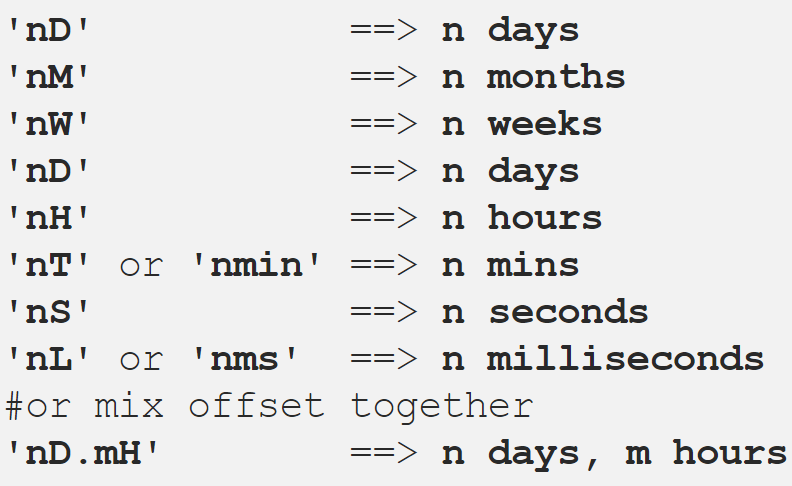 'nD' ==> n days
'nM' ==> n months
'nW' ==> n weeks
'nD' ==> n days
'nH' ==> n hours
'nT' or 'nmin' ==> n mins
'nS' ==> n seconds
'nL' or 'nms' ==> n milliseconds
#or mix offset together
'nD.mH' ==> n days, m hours